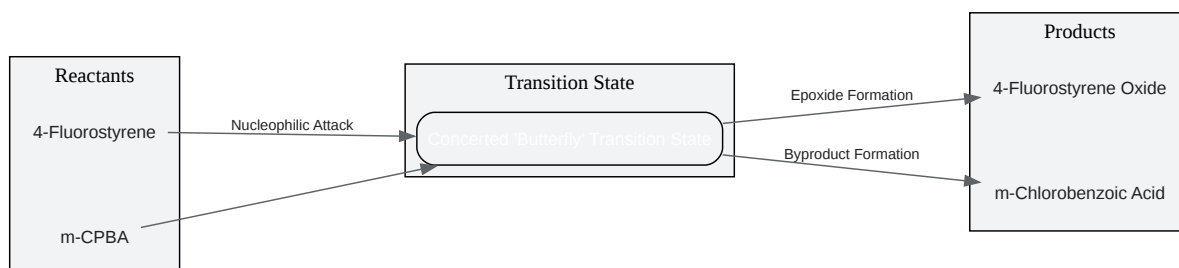 Reactants
4-Fluorostyrene
m-CPBA
Nucleophilic Attack
Transition State
Concerted 'Butterfly' Transition State
Epoxide Formation
Byproduct Formation
Products
4-Fluorostyrene Oxide
m-Chlorobenzoic Acid